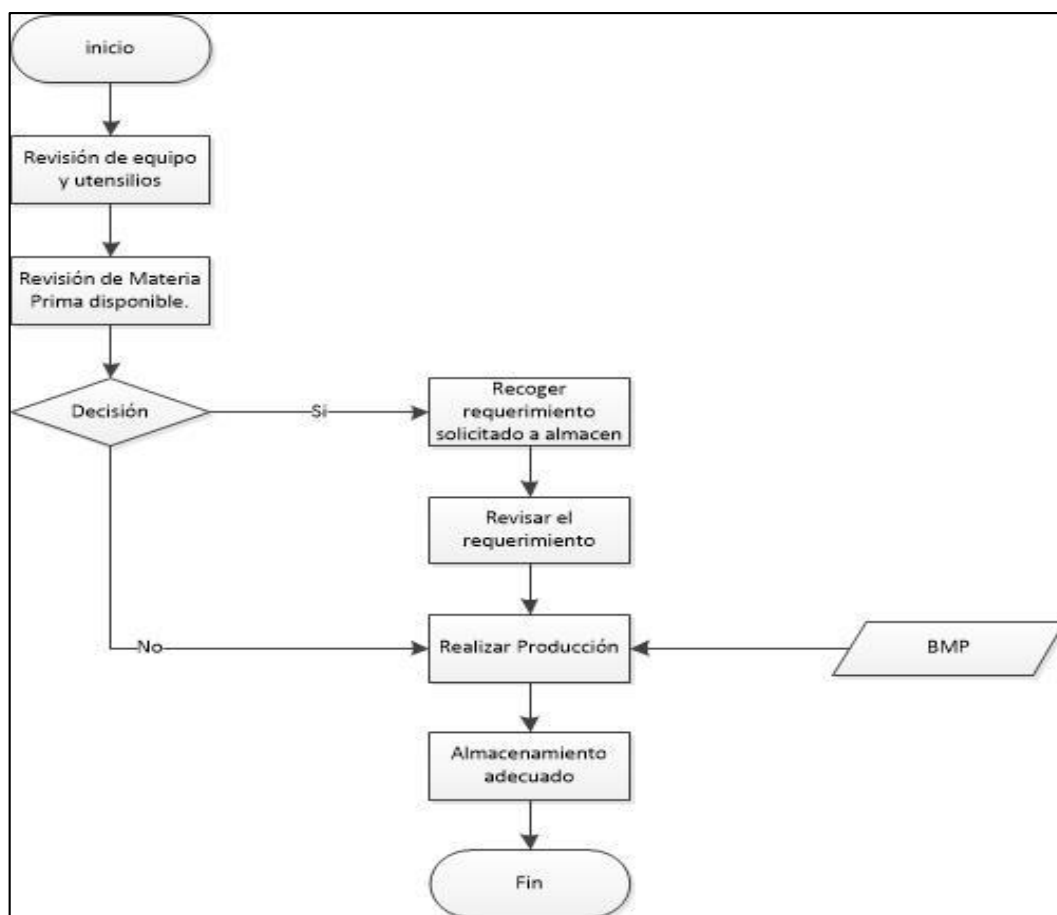 inicio
Revisión de equipo
y utensilios
Revisión de Materia
Prima disponible.
Decisión
Si
Recoger
requerimiento
solicitado a almacen
Revisar el
requerimiento
No
Realizar Producción
BMP
Almacenamiento
adecuado
Fin